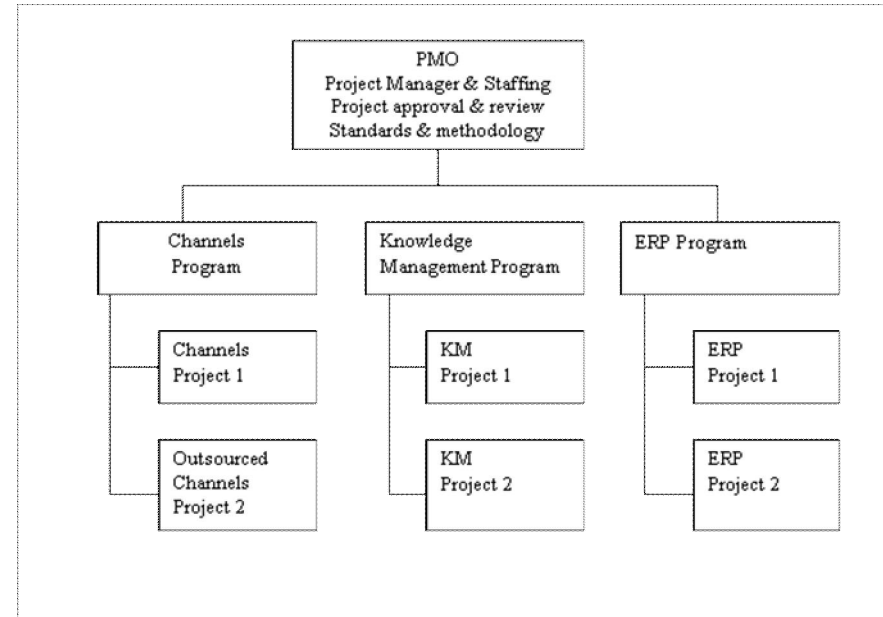 PMO
Project Manager & Staffing
Project approval & review
Standards & methodology
Channels
Program
Knowledge
Management Program
ERP Program
Channels
Project 1
KM
Project 1
ERP
Project 1
Outsourced
Channels
Project 2
KM
Project 2
ERP
Project 2